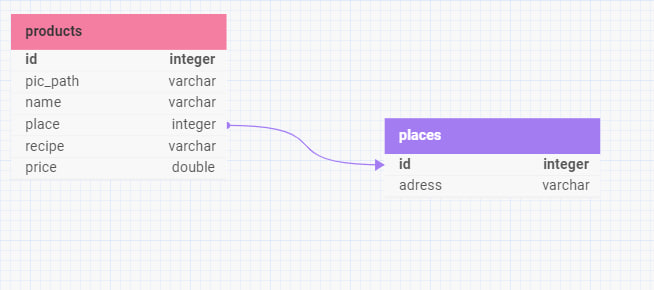 products
id integer
pic_path varchar
name varchar
place integer
recipe varchar
price double
places
id integer
adress varchar